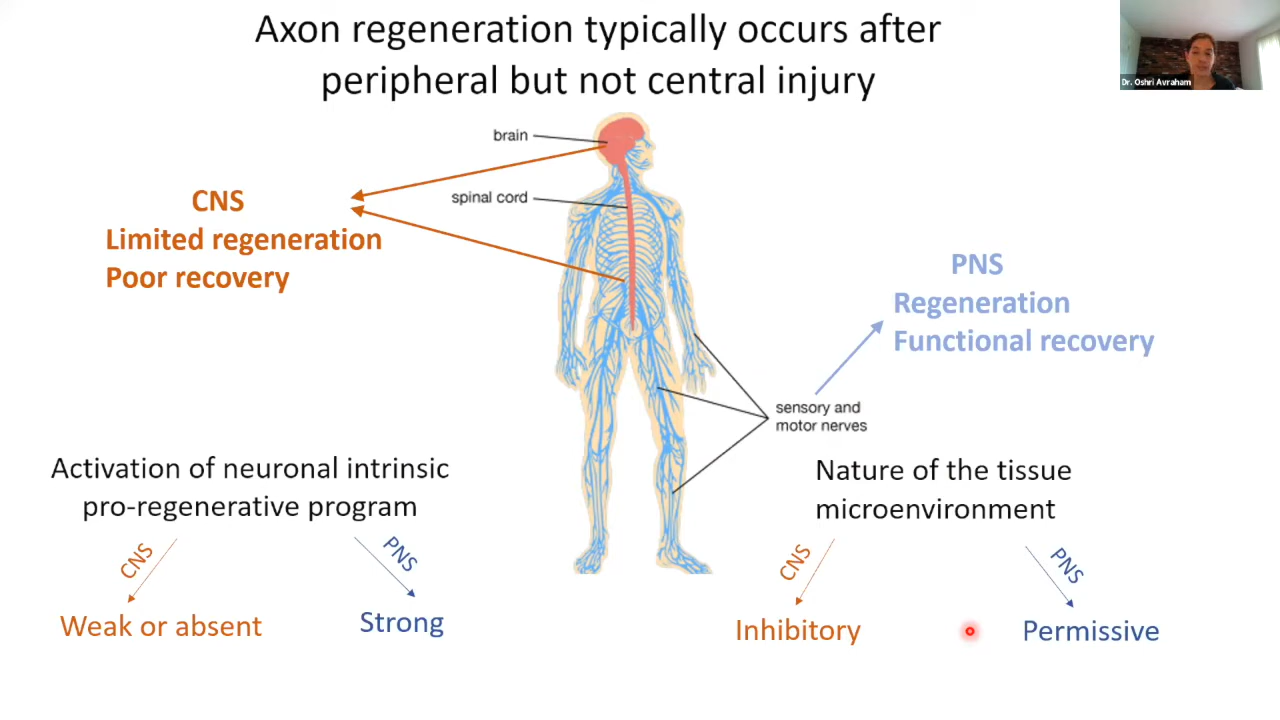 Axon regeneration typically occurs after
peripheral but not central injury
Dr. Oshri Avraham
brain
spinal cord
CNS
Limited regeneration
Poor recovery
PNS
Regeneration
Functional recovery
sensory and
motor nerves
Activation of neuronal intrinsic
pro-regenerative program
CNS
PNS
Weak or absent
Strong
Nature of the tissue
microenvironment
CNS
PNS
Inhibitory
Permissive